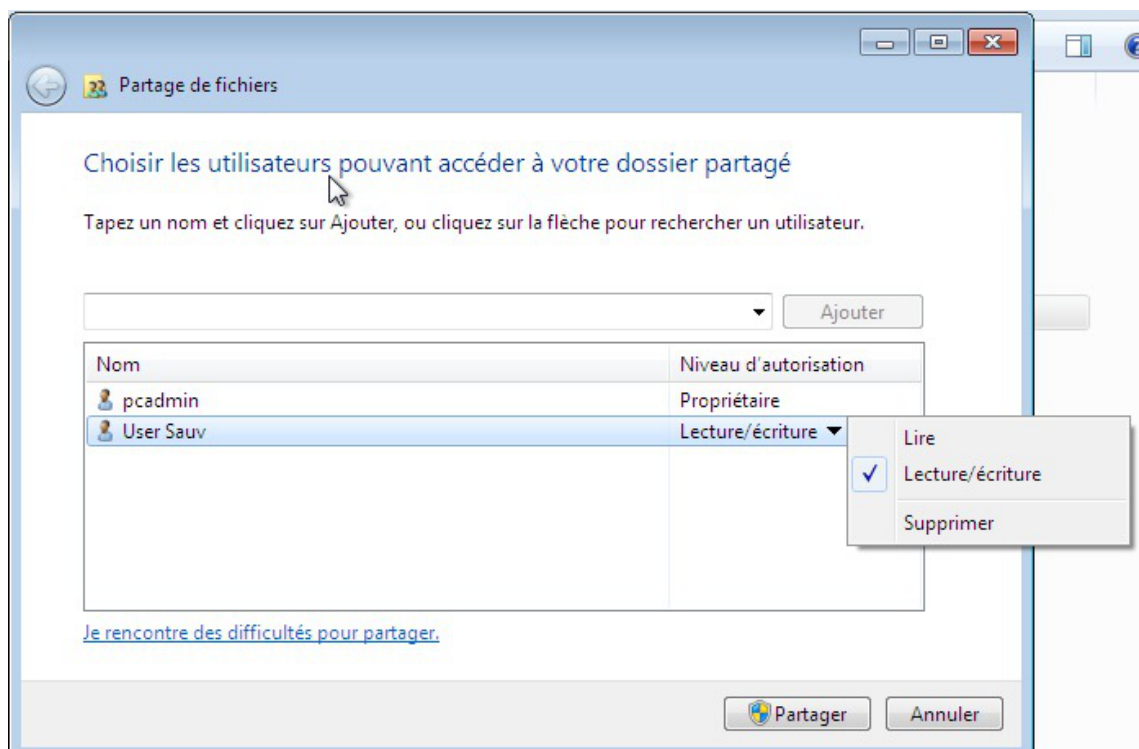 Partage de fichiers
Choisir les utilisateurs pouvant accéder à votre dossier partagé
Tapez un nom et cliquez sur Ajouter, ou cliquez sur la flèche pour rechercher un utilisateur.
Ajouter
Nom Niveau d'autorisation
pcadmin Propriétaire
User Sauv Lecture/écriture
Lire
Lecture/écriture
Supprimer
Je rencontre des difficultés pour partager.
Partager Annuler